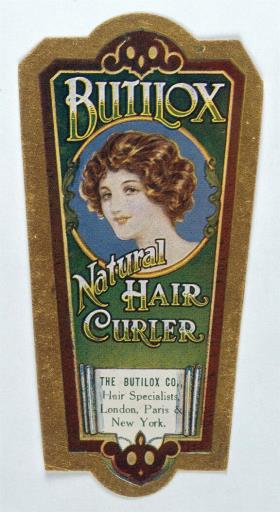 BUTILOX
Natural
HAIR
CURLER
THE BUTILOX CO.,
Hair Specialists,
London, Paris &
New York.